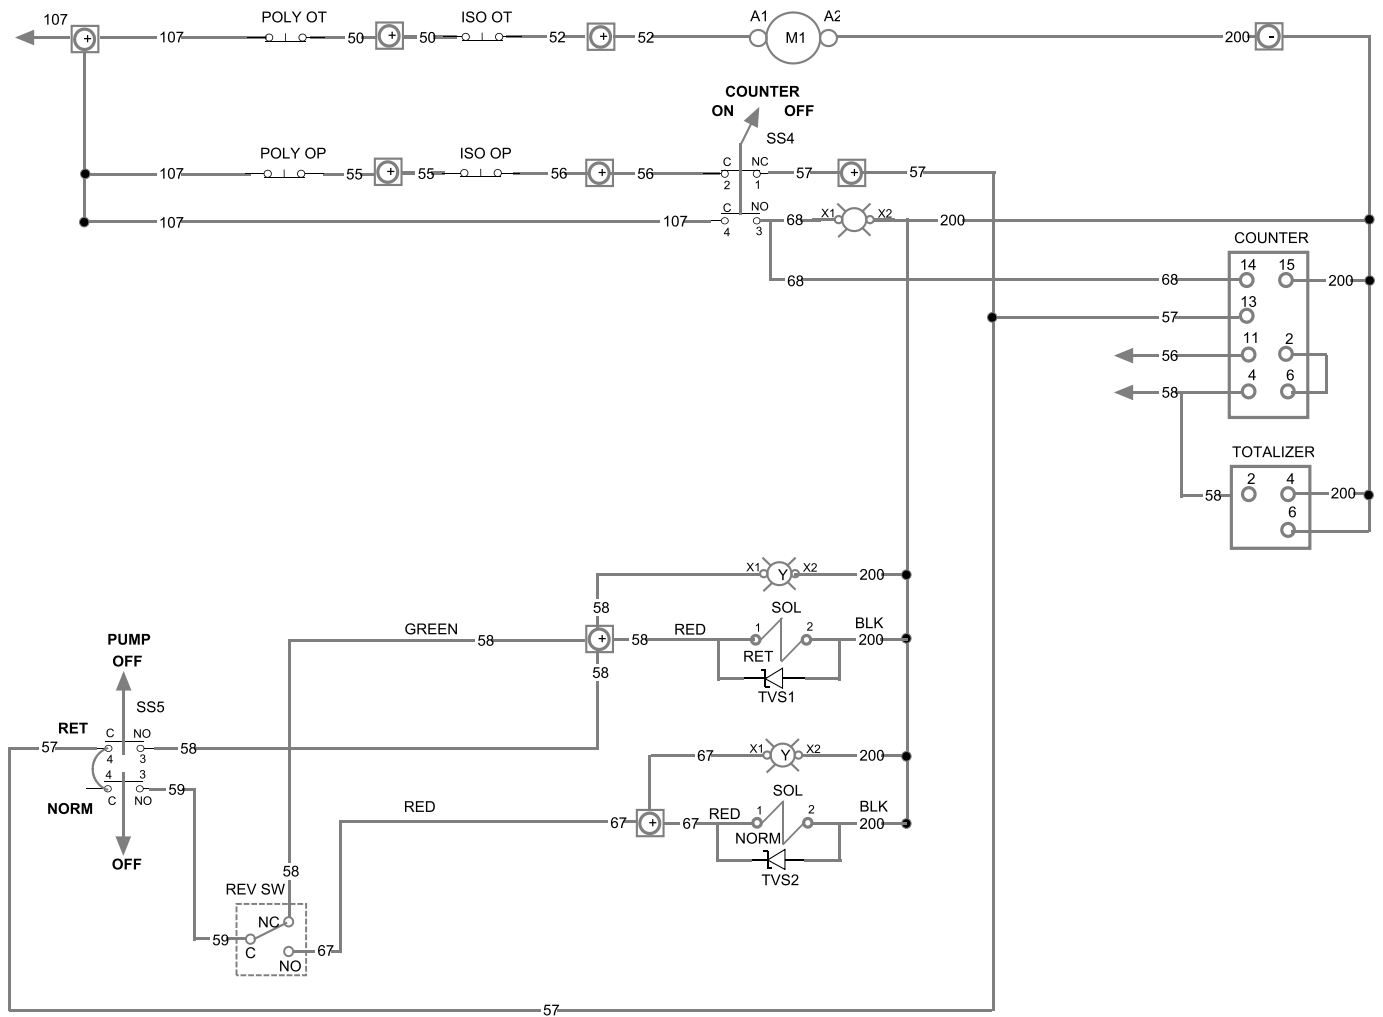 107
POLY OT
ISO OT
A1
A2
+
107
50
+
50
52
+
52
M1
200
-
COUNTER
ON
OFF
SS4
POLY OP
ISO OP
C
NC
107
55
+
55
56
+
56
2
1
57
+
57
C
NO
107
107
4
3
68
X1
X2
200
COUNTER
14
15
68
68
200
13
57
11
2
56
4
6
58
TOTALIZER
2
4
58
200
6
X1
Y
X2
200
58
SOL
GREEN
58
+
58
RED
1
2
BLK
200
RET
58
TVS1
PUMP
OFF
SS5
RET
C
NO
57
4
3
58
4
3
59
NORM
C
NO
OFF
67
X1
Y
X2
200
SOL
RED
67
+
67
RED
1
2
BLK
200
NORM
TVS2
58
REV SW
NC
59
C
67
NO
57